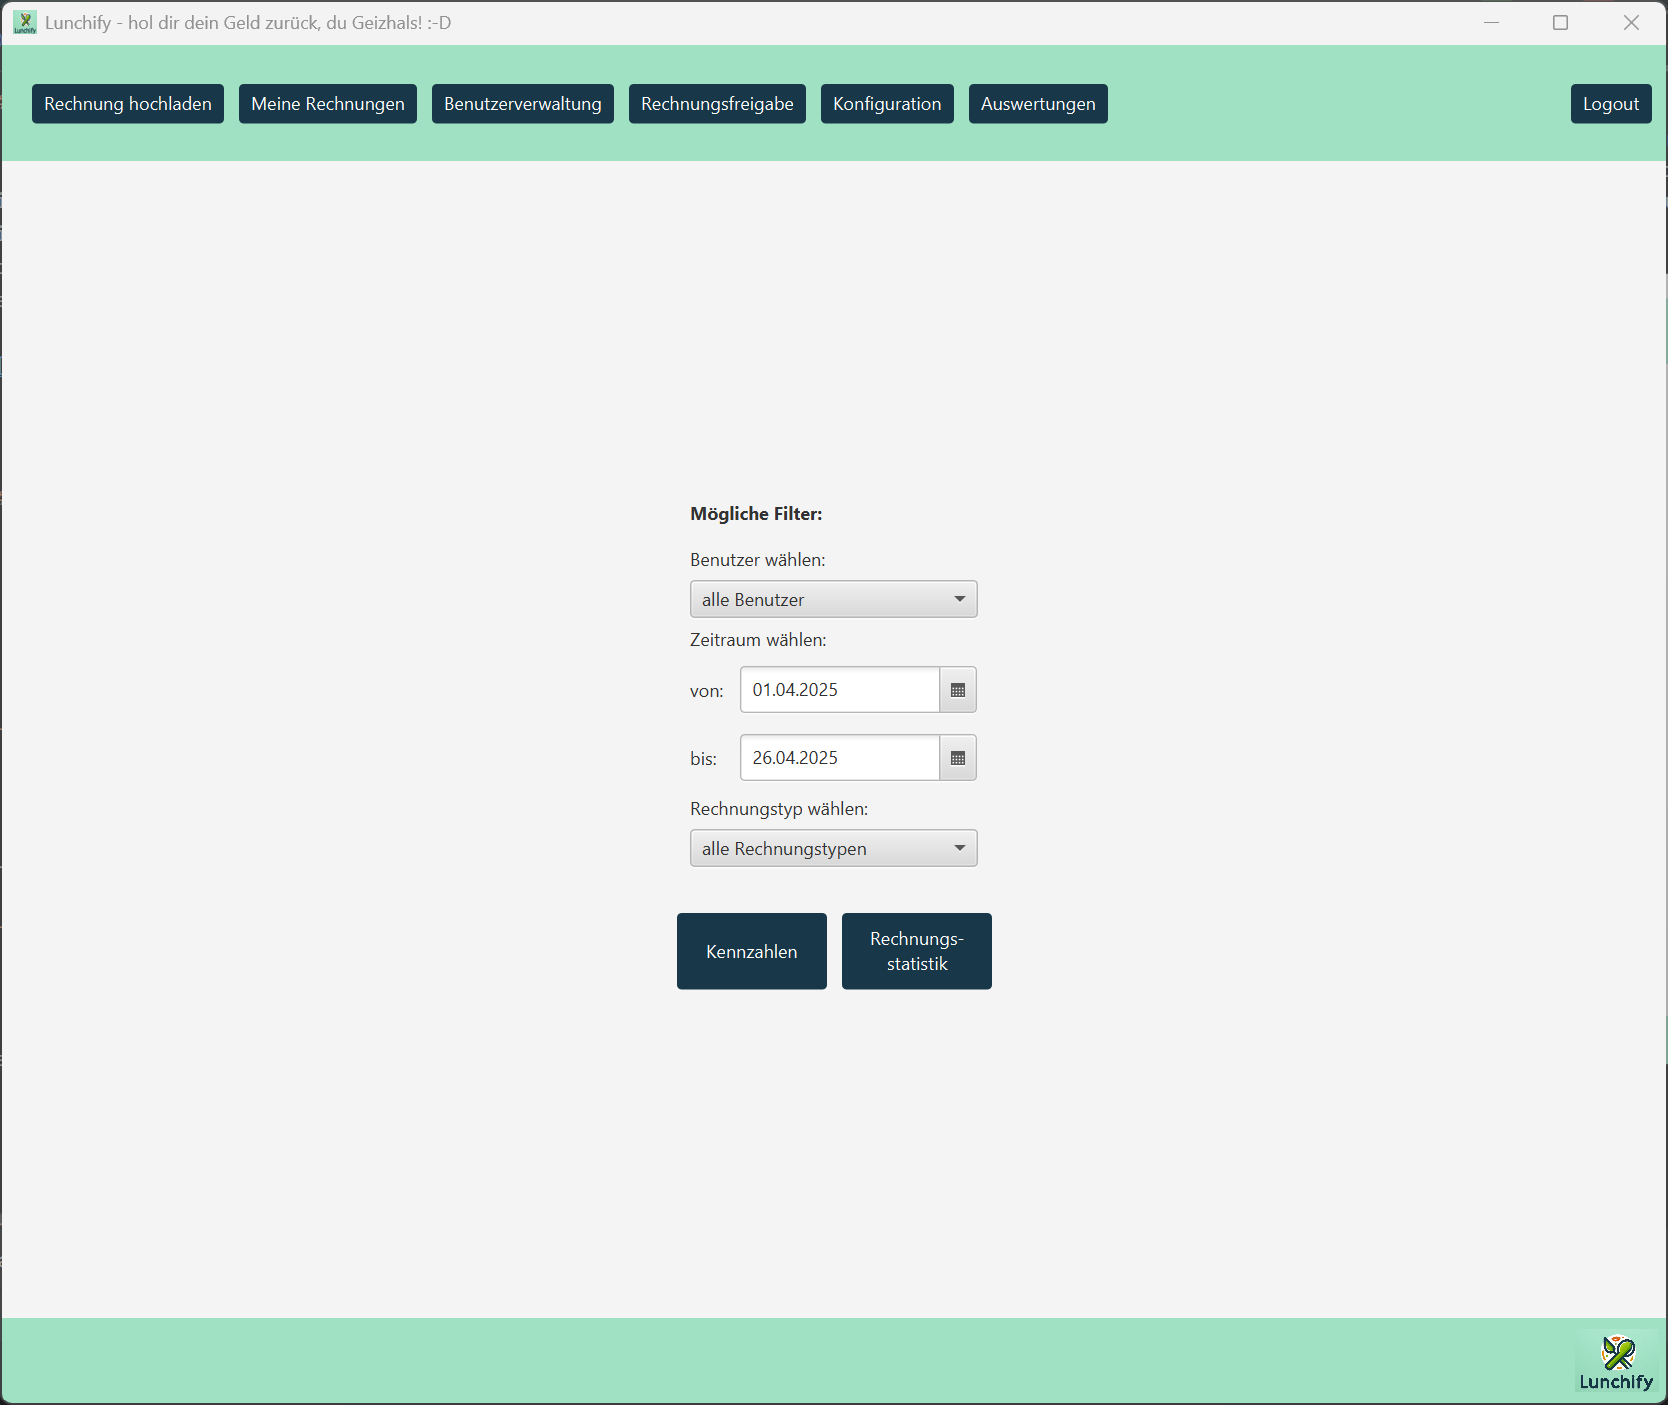 Lunchify - hol dir dein Geld zurück, du Geizhals! :-D
Rechnung hochladen
Meine Rechnungen
Benutzerverwaltung
Rechnungsfreigabe
Konfiguration
Auswertungen
Logout
Mögliche Filter:
Benutzer wählen:
alle Benutzer
Zeitraum wählen:
von: 01.04.2025
bis: 26.04.2025
Rechnungstyp wählen:
alle Rechnungstypen
Kennzahlen
Rechnungs-
statistik
Lunchify